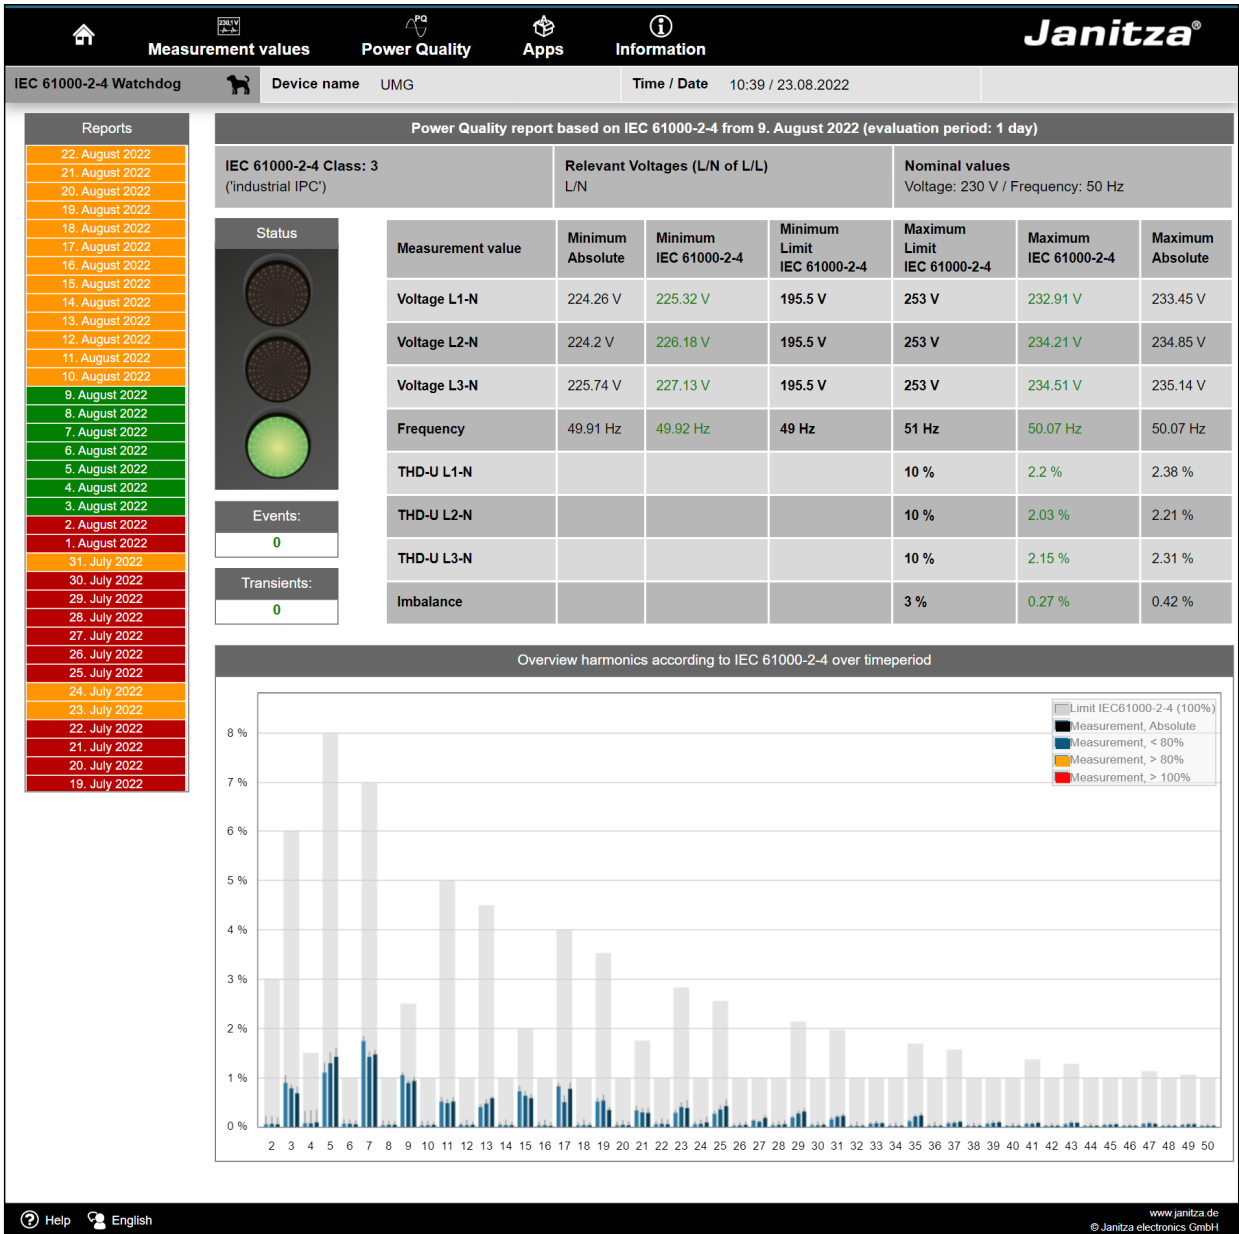 230.1V
PQ
Measurement values Power Quality Apps Information
Janitza®
IEC 61000-2-4 Watchdog Device name UMG Time / Date 10:39 / 23.08.2022
Reports
22. August 2022
21. August 2022
20. August 2022
19. August 2022
18. August 2022
17. August 2022
16. August 2022
15. August 2022
14. August 2022
13. August 2022
12. August 2022
11. August 2022
10. August 2022
9. August 2022
8. August 2022
7. August 2022
6. August 2022
5. August 2022
4. August 2022
3. August 2022
2. August 2022
1. August 2022
31. July 2022
30. July 2022
29. July 2022
28. July 2022
27. July 2022
26. July 2022
25. July 2022
24. July 2022
23. July 2022
22. July 2022
21. July 2022
20. July 2022
19. July 2022
Power Quality report based on IEC 61000-2-4 from 9. August 2022 (evaluation period: 1 day)
IEC 61000-2-4 Class: 3
('industrial IPC')
Relevant Voltages (L/N of L/L)
L/N
Nominal values
Voltage: 230 V / Frequency: 50 Hz
Status
Events:
0
Transients:
0
Measurement value Minimum Absolute Minimum IEC 61000-2-4 Minimum Limit IEC 61000-2-4 Maximum Limit IEC 61000-2-4 Maximum IEC 61000-2-4 Maximum Absolute
Voltage L1-N 224.26 V 225.32 V 195.5 V 253 V 232.91 V 233.45 V
Voltage L2-N 224.2 V 226.18 V 195.5 V 253 V 234.21 V 234.85 V
Voltage L3-N 225.74 V 227.13 V 195.5 V 253 V 234.51 V 235.14 V
Frequency 49.91 Hz 49.92 Hz 49 Hz 51 Hz 50.07 Hz 50.07 Hz
THD-U L1-N 10 % 2.2 % 2.38 %
THD-U L2-N 10 % 2.03 % 2.21 %
THD-U L3-N 10 % 2.15 % 2.31 %
Imbalance 3 % 0.27 % 0.42 %
Overview harmonics according to IEC 61000-2-4 over timeperiod
Limit IEC61000-2-4 (100%)
Measurement, Absolute
Measurement, < 80%
Measurement, > 80%
Measurement, > 100%
8 %
7 %
6 %
5 %
4 %
3 %
2 %
1 %
0 %
2 3 4 5 6 7 8 9 10 11 12 13 14 15 16 17 18 19 20 21 22 23 24 25 26 27 28 29 30 31 32 33 34 35 36 37 38 39 40 41 42 43 44 45 46 47 48 49 50
Help English
www.janitza.de
© Janitza electronics GmbH